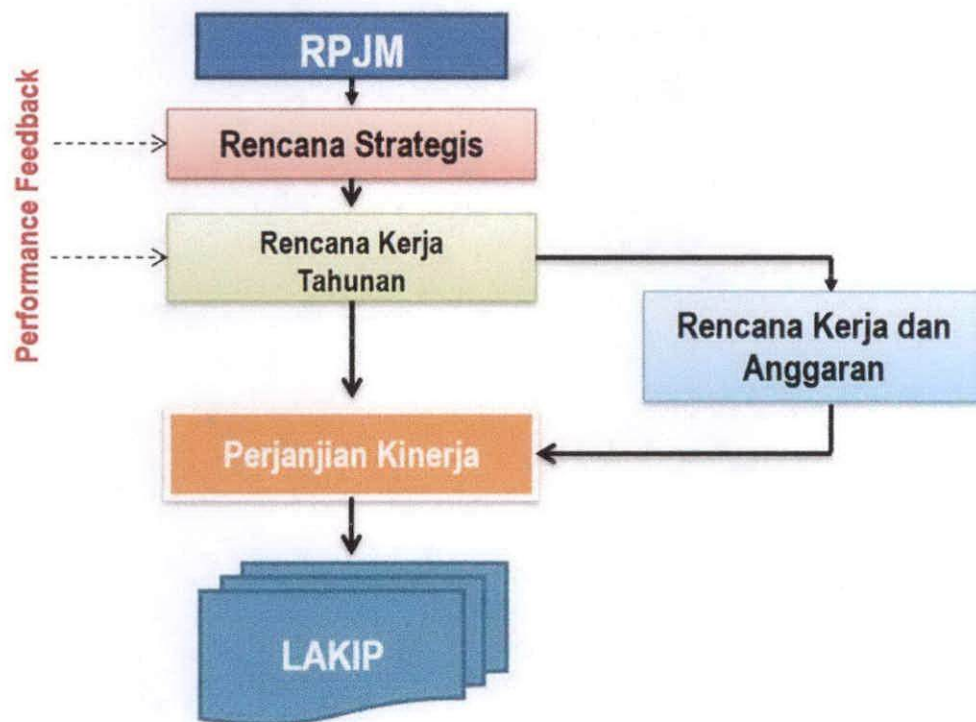 RPJM
Performance Feedback
Rencana Strategis
Rencana Kerja
Tahunan
Rencana Kerja dan
Anggaran
Perjanjian Kinerja
LAKIP